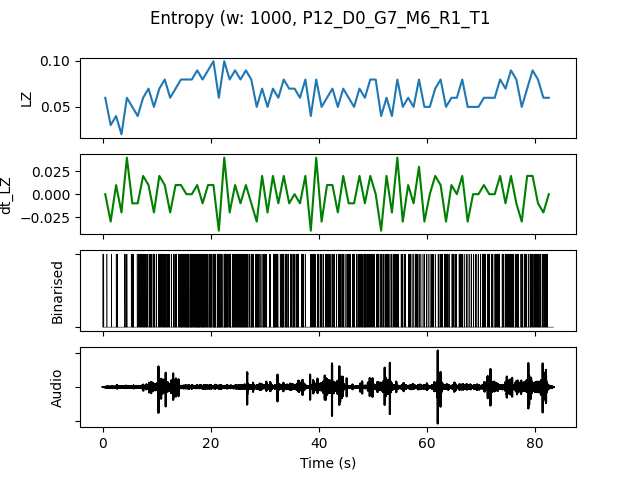 Entropy (w: 1000, P12_D0_G7_M6_R1_T1
0.10
0.05
LZ
0.025
0.000
−0.025
dt_LZ
Binarised
Audio
0 20 40 60 80
Time (s)